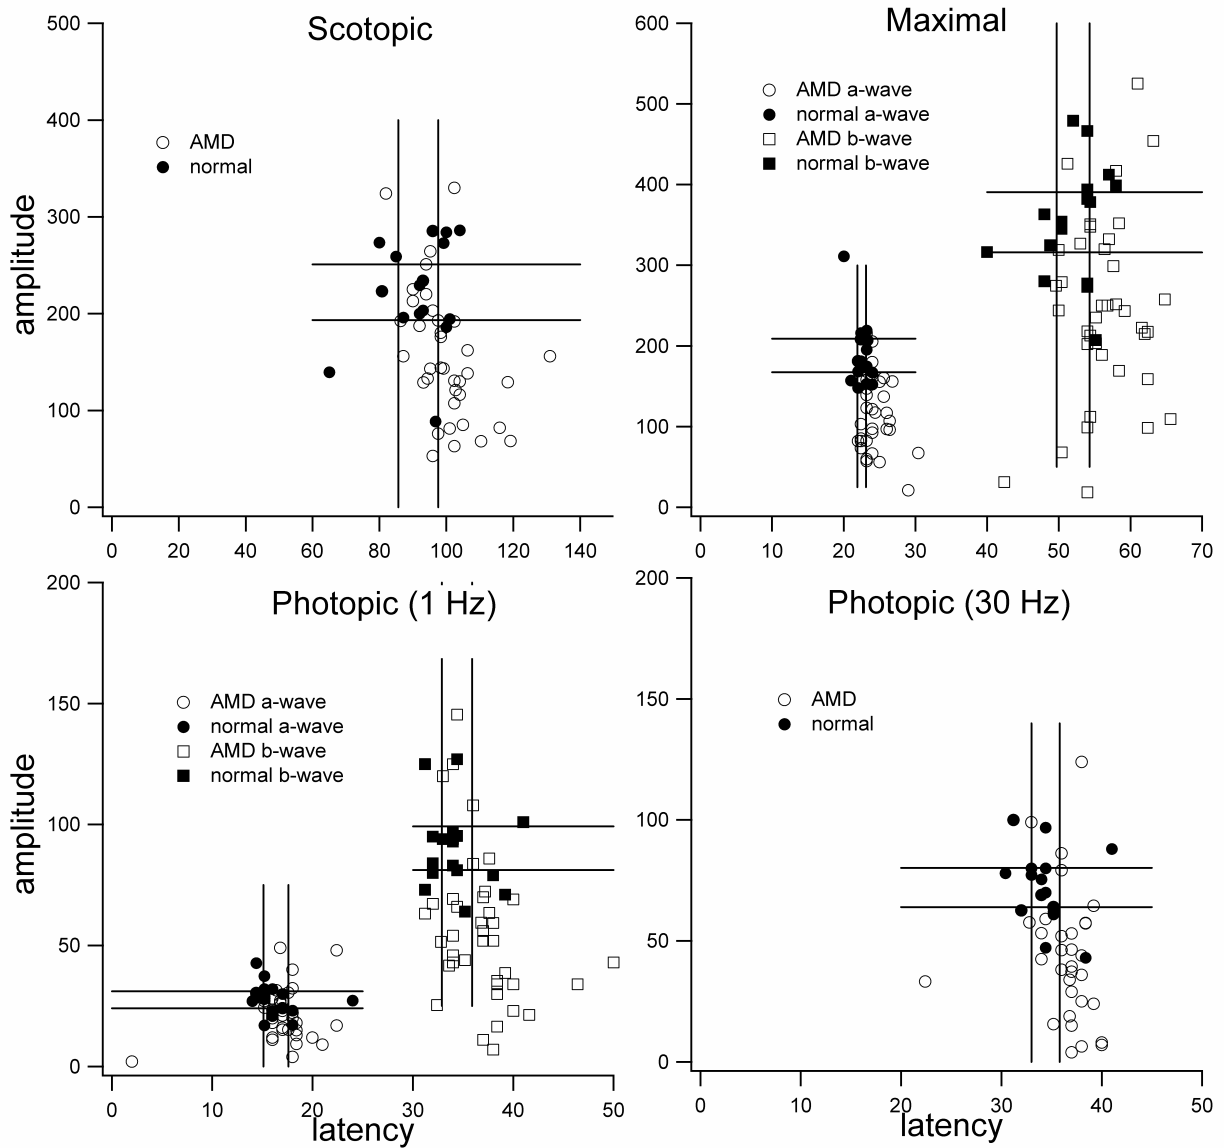 Scotopic
500
400
300
200
100
0
amplitude
AMD
normal
0 20 40 60 80 100 120 140
Maximal
600
500
400
300
200
100
0
AMD a-wave
normal a-wave
AMD b-wave
normal b-wave
0 10 20 30 40 50 60 70
Photopic (1 Hz)
200
150
100
50
0
amplitude
AMD a-wave
normal a-wave
AMD b-wave
normal b-wave
0 10 20 30 40 50
latency
Photopic (30 Hz)
200
150
100
50
0
AMD
normal
0 10 20 30 40 50
latency